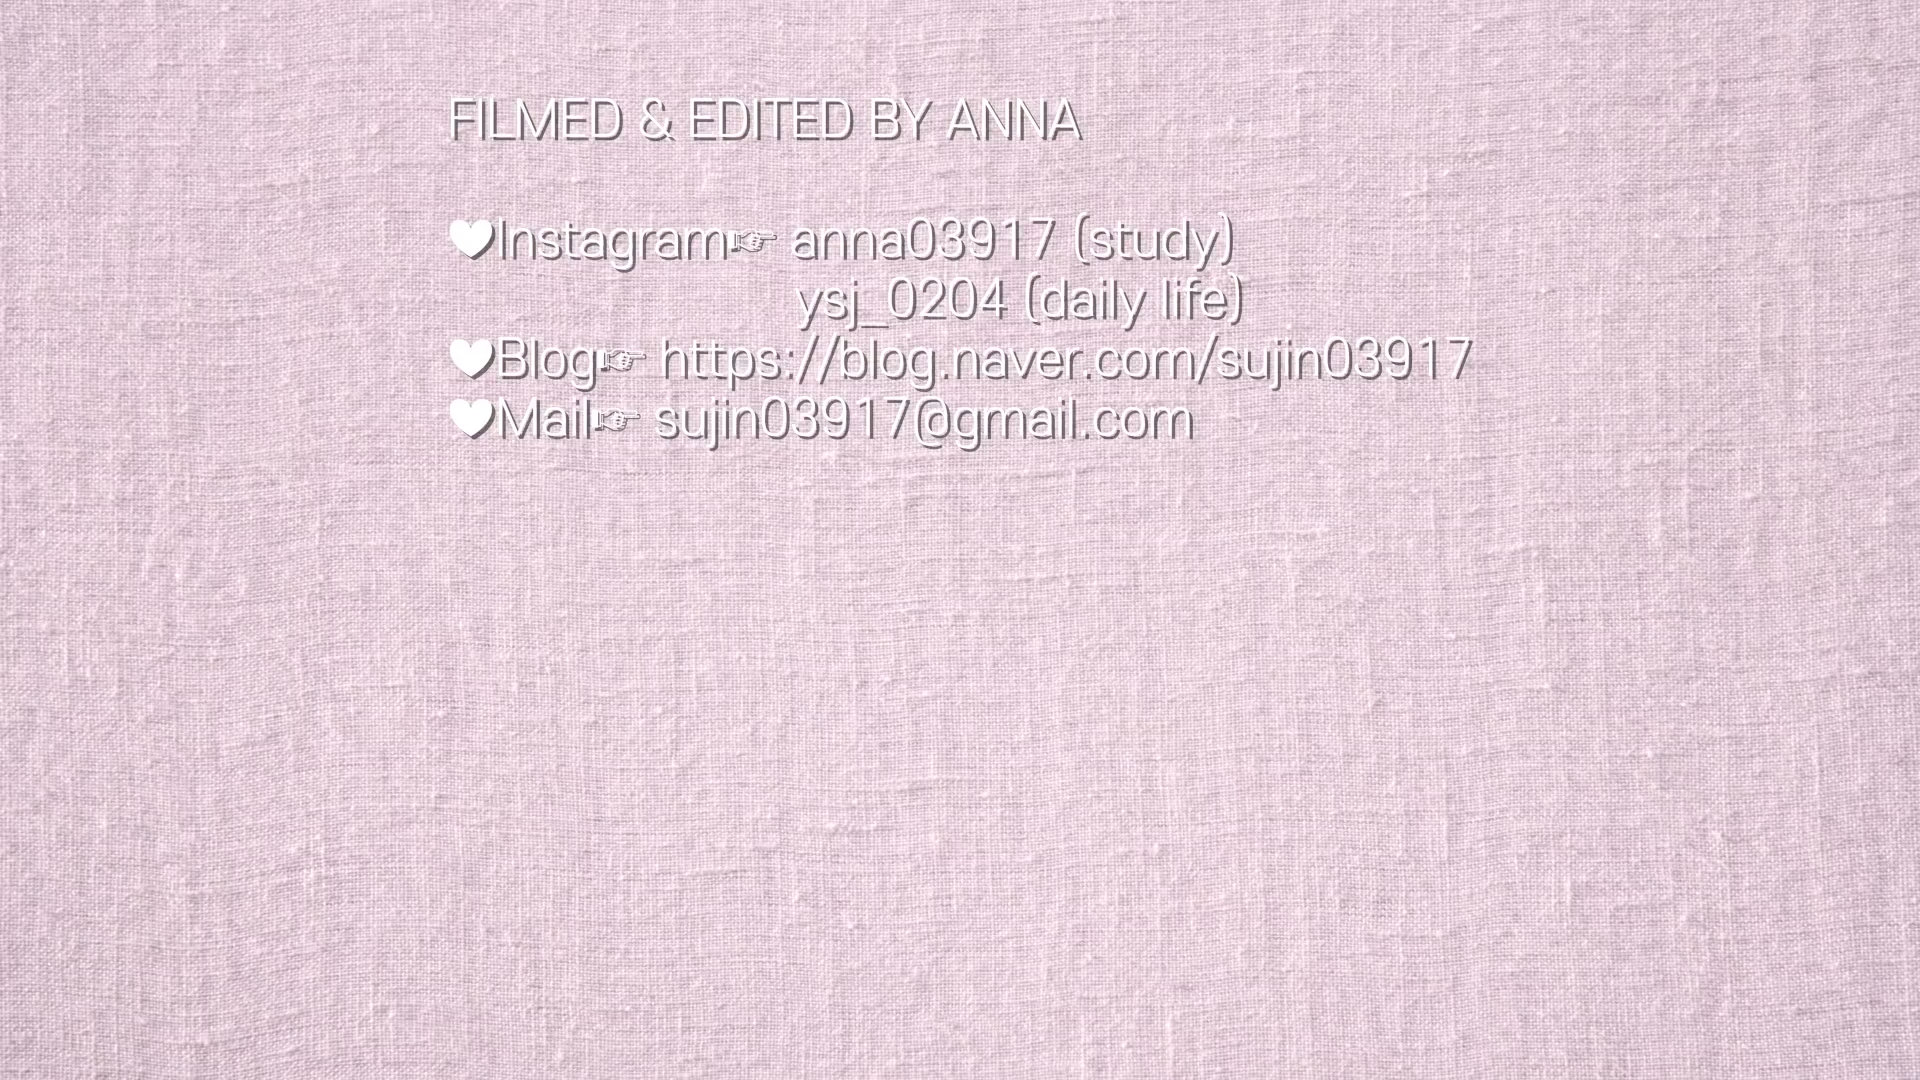 FILMED & EDITED BY ANNA
♥Instagram☞ anna03917 (study)
ysj_0204 (daily life)
♥Blog☞ https://blog.naver.com/sujin03917
♥Mail☞ sujin03917@gmail.com